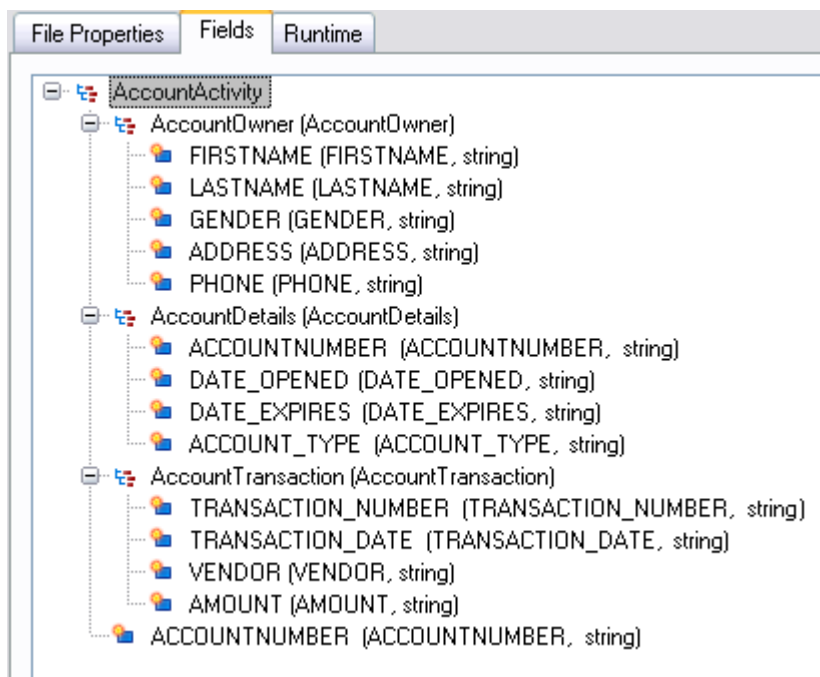 File Properties Fields Runtime
AccountActivity
AccountOwner (AccountOwner)
FIRSTNAME (FIRSTNAME, string)
LASTNAME (LASTNAME, string)
GENDER (GENDER, string)
ADDRESS (ADDRESS, string)
PHONE (PHONE, string)
AccountDetails (AccountDetails)
ACCOUNTNUMBER (ACCOUNTNUMBER, string)
DATE_OPENED (DATE_OPENED, string)
DATE_EXPIRES (DATE_EXPIRES, string)
ACCOUNT_TYPE (ACCOUNT_TYPE, string)
AccountTransaction (AccountTransaction)
TRANSACTION_NUMBER (TRANSACTION_NUMBER, string)
TRANSACTION_DATE (TRANSACTION_DATE, string)
VENDOR (VENDOR, string)
AMOUNT (AMOUNT, string)
ACCOUNTNUMBER (ACCOUNTNUMBER, string)